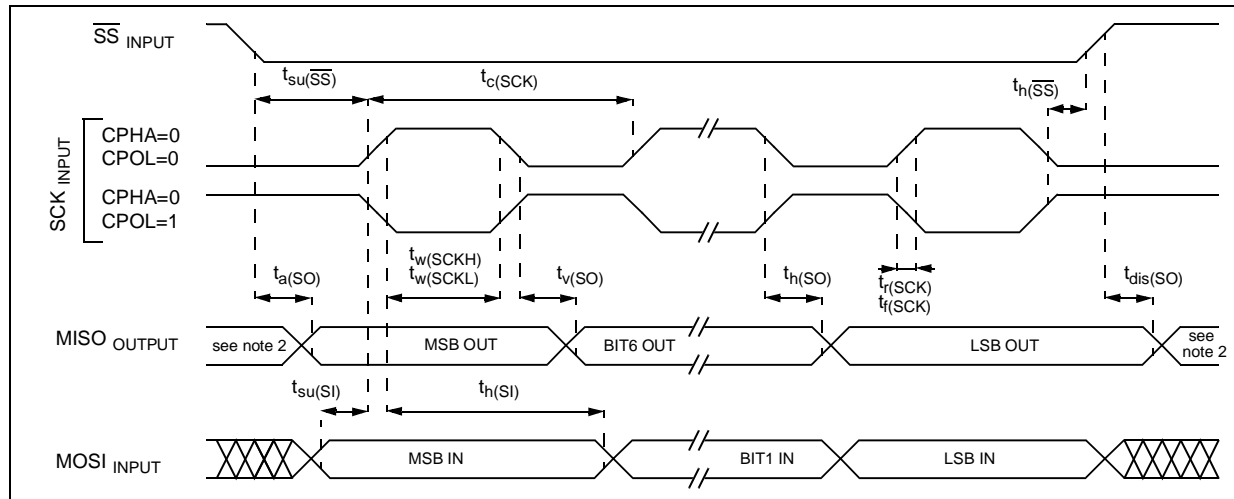 SS INPUT
tsu(SS)
tc(SCK)
th(SS)
SCK INPUT
CPHA=0
CPOL=0
CPHA=0
CPOL=1
ta(SO)
tw(SCKH)
tw(SCKL)
tv(SO)
th(SO)
tr(SCK)
tf(SCK)
tdis(SO)
MISO OUTPUT
see note 2
MSB OUT
BIT6 OUT
LSB OUT
see
note 2
tsu(SI)
th(SI)
MOSI INPUT
MSB IN
BIT1 IN
LSB IN